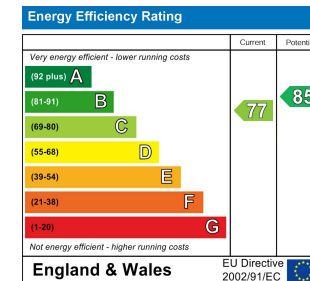 Energy Efficiency Rating
Current Potenti
Very energy efficient - lower running costs
(92 plus) A
(81-91) B
(69-80) C
(55-68) D
(39-54) E
(21-38) F
(1-20) G
77
85
Not energy efficient - higher running costs
England & Wales
EU Directive
2002/91/EC